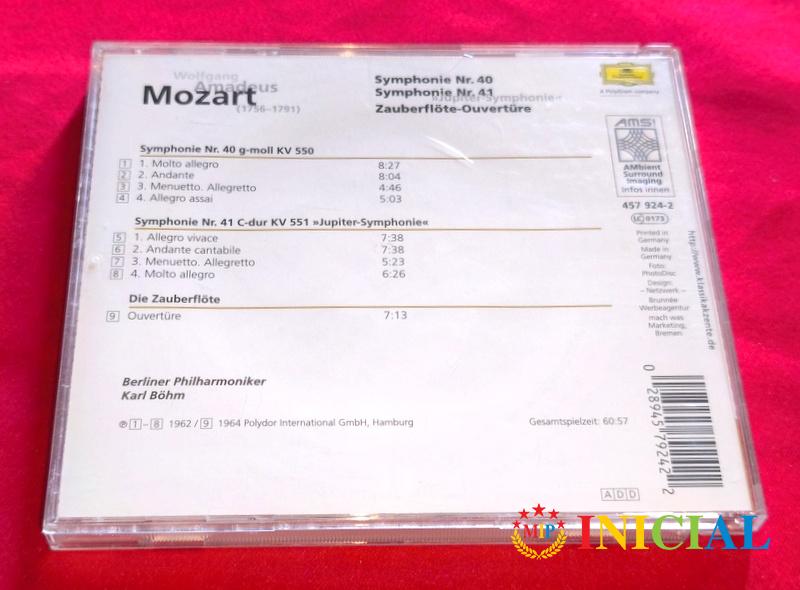 Wolfgang
Amadeus
Mozart
(1756–1791)
Symphonie Nr. 40
Symphonie Nr. 41
»Jupiter-Symphonie«
Zauberflöte-Ouvertüre
Deutsche
Grammophon
A PolyGram company
Symphonie Nr. 40 g-moll KV 550
1 1. Molto allegro 8:27
2 2. Andante 8:04
3 3. Menuetto. Allegretto 4:46
4 4. Allegro assai 5:03
Symphonie Nr. 41 C-dur KV 551 »Jupiter-Symphonie«
5 1. Allegro vivace 7:38
6 2. Andante cantabile 7:38
7 3. Menuetto. Allegretto 5:23
8 4. Molto allegro 6:26
Die Zauberflöte
9 Ouvertüre 7:13
Berliner Philharmoniker
Karl Böhm
℗ 1–8 1962 / 9 1964 Polydor International GmbH, Hamburg
Gesamtspielzeit: 60:57
AMSI
AMbient
Surround
Imaging
Infos innen
457 924-2
LC 0173
Printed in
Germany
Made in
Germany
Foto:
PhotoDisc
Design:
– Netzwerk –
Brunnée
Werbeagentur
mach was
Marketing,
Bremen
http://www.klassikakzente.de
0 28945 79242 2
ADD
MIP INICIAL